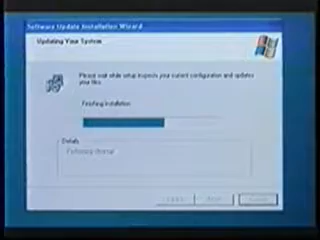 Software Update Installation Wizard
Updating Your System
Please wait while setup inspects your current configuration and updates
your files.
Finishing installation
Details